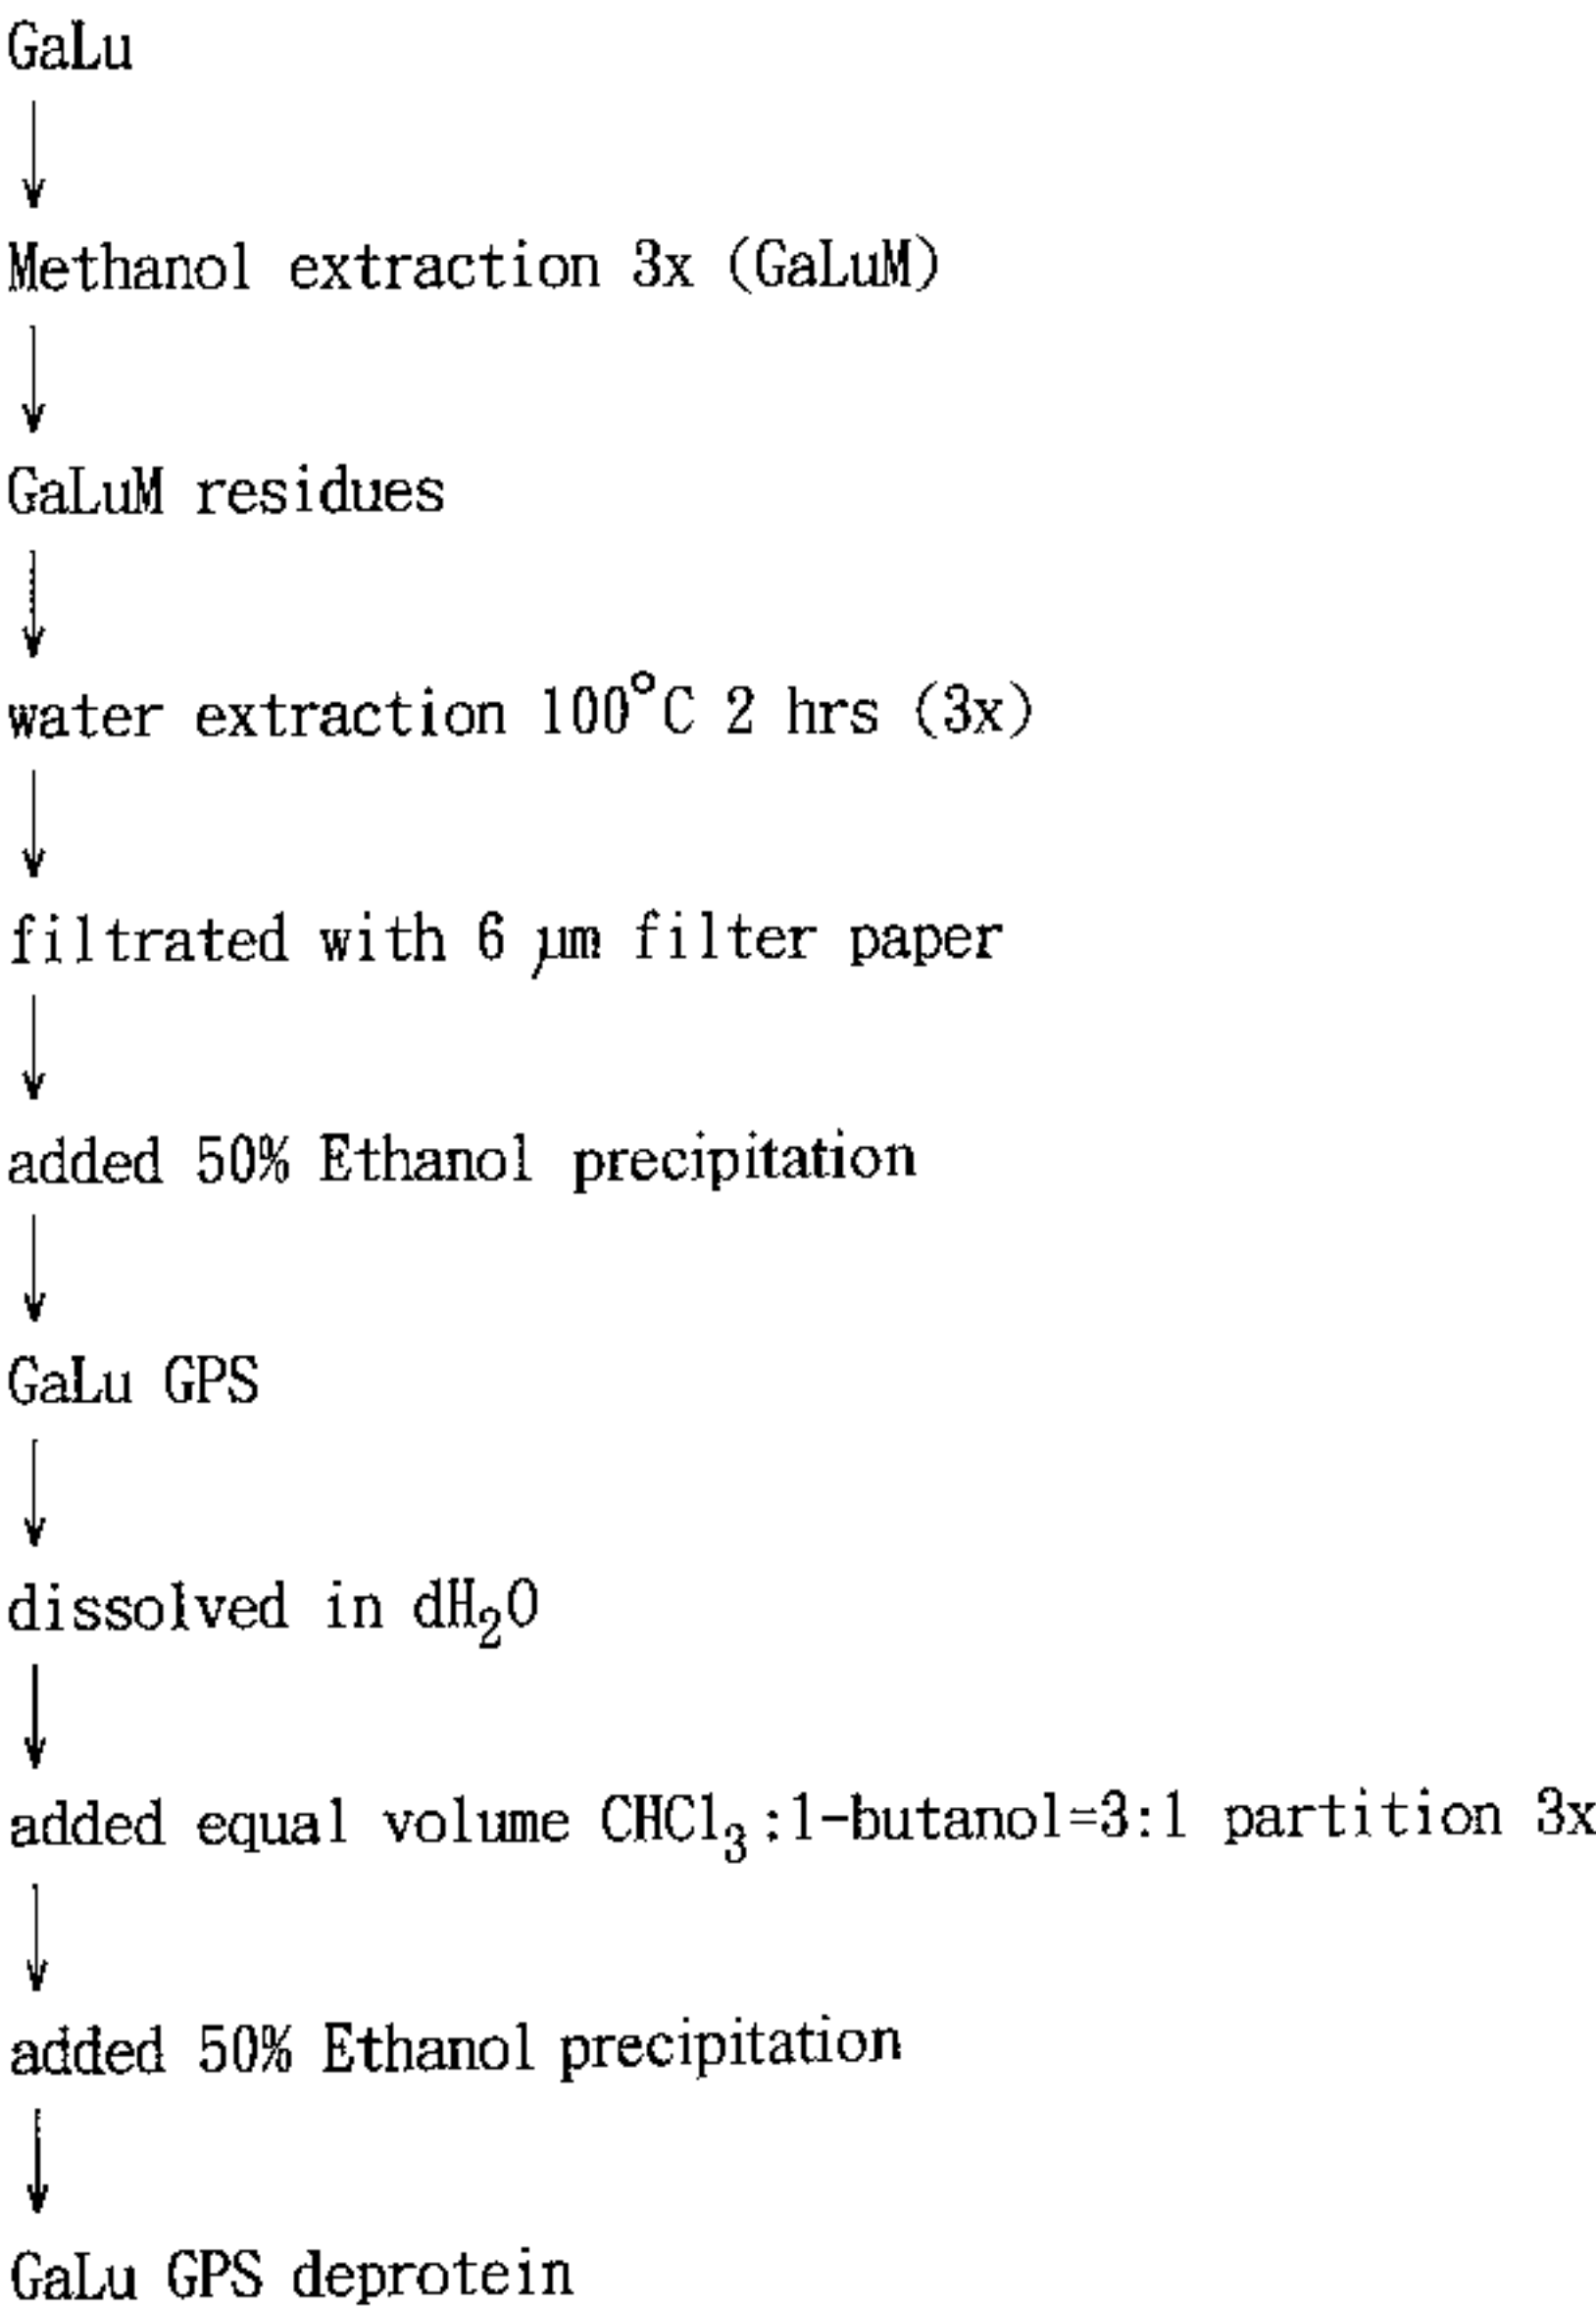 GaLu
Methanol extraction 3x (GaLuM)
GaLuM residues
water extraction 100°C 2 hrs (3x)
filtrated with 6 μm filter paper
added 50% Ethanol precipitation
GaLu GPS
dissolved in dH₂O
added equal volume CHCl₃:1-butanol=3:1 partition 3x
added 50% Ethanol precipitation
GaLu GPS deprotein